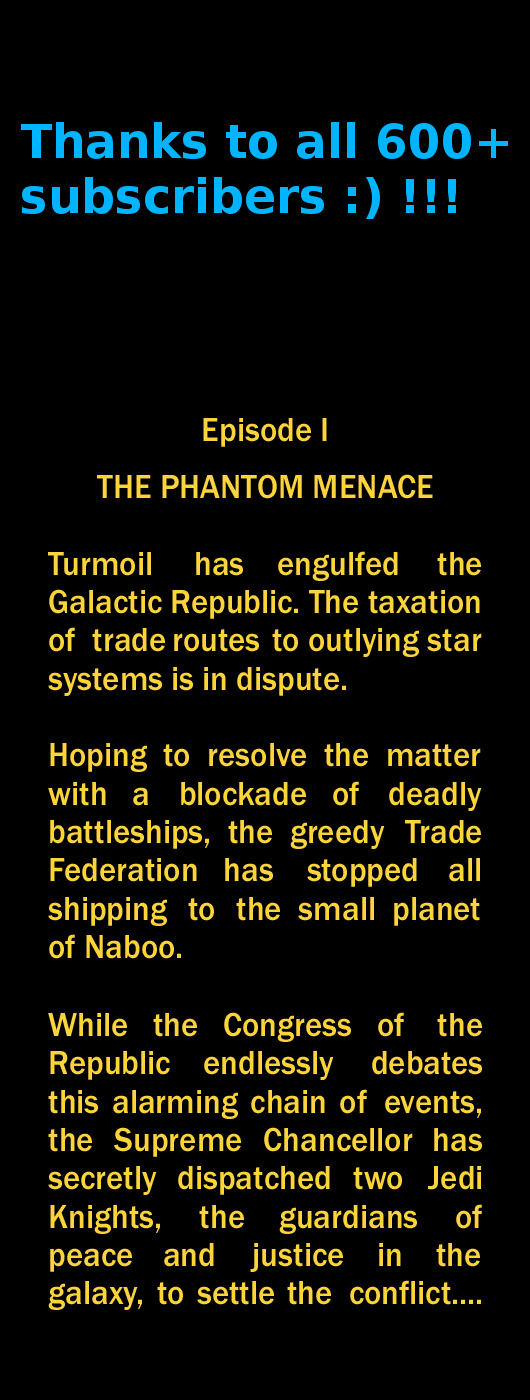 Thanks to all 600+
subscribers :) !!!
Episode I
THE PHANTOM MENACE
Turmoil has engulfed the
Galactic Republic. The taxation
of trade routes to outlying star
systems is in dispute.
Hoping to resolve the matter
with a blockade of deadly
battleships, the greedy Trade
Federation has stopped all
shipping to the small planet
of Naboo.
While the Congress of the
Republic endlessly debates
this alarming chain of events,
the Supreme Chancellor has
secretly dispatched two Jedi
Knights, the guardians of
peace and justice in the
galaxy, to settle the conflict....